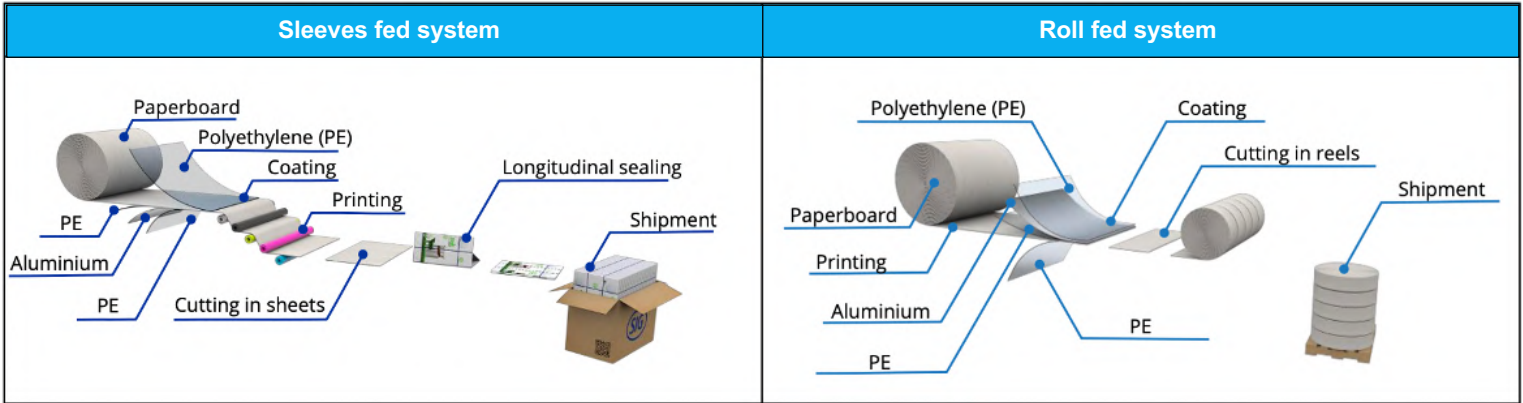 Sleeves fed system
Paperboard
Polyethylene (PE)
Coating
Printing
Longitudinal sealing
Shipment
PE
Aluminium
PE
Cutting in sheets
SIG
Roll fed system
Polyethylene (PE)
Coating
Cutting in reels
Shipment
Paperboard
Printing
Aluminium
PE
PE